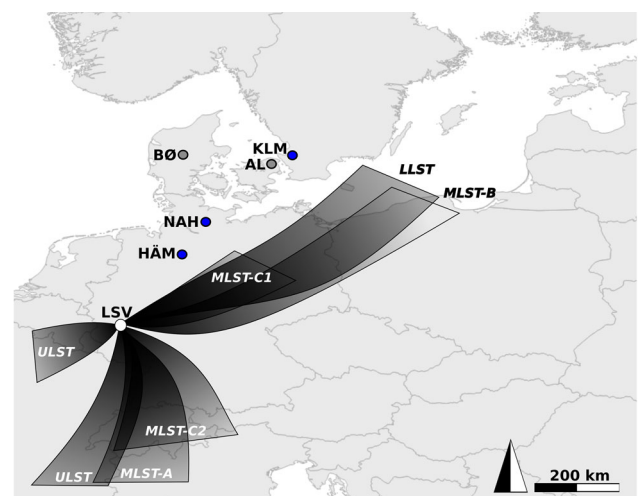 KLM
BØ
AL
LLST
MLST-B
NAH
HÄM
MLST-C1
LSV
ULST
MLST-C2
ULST
MLST-A
200 km